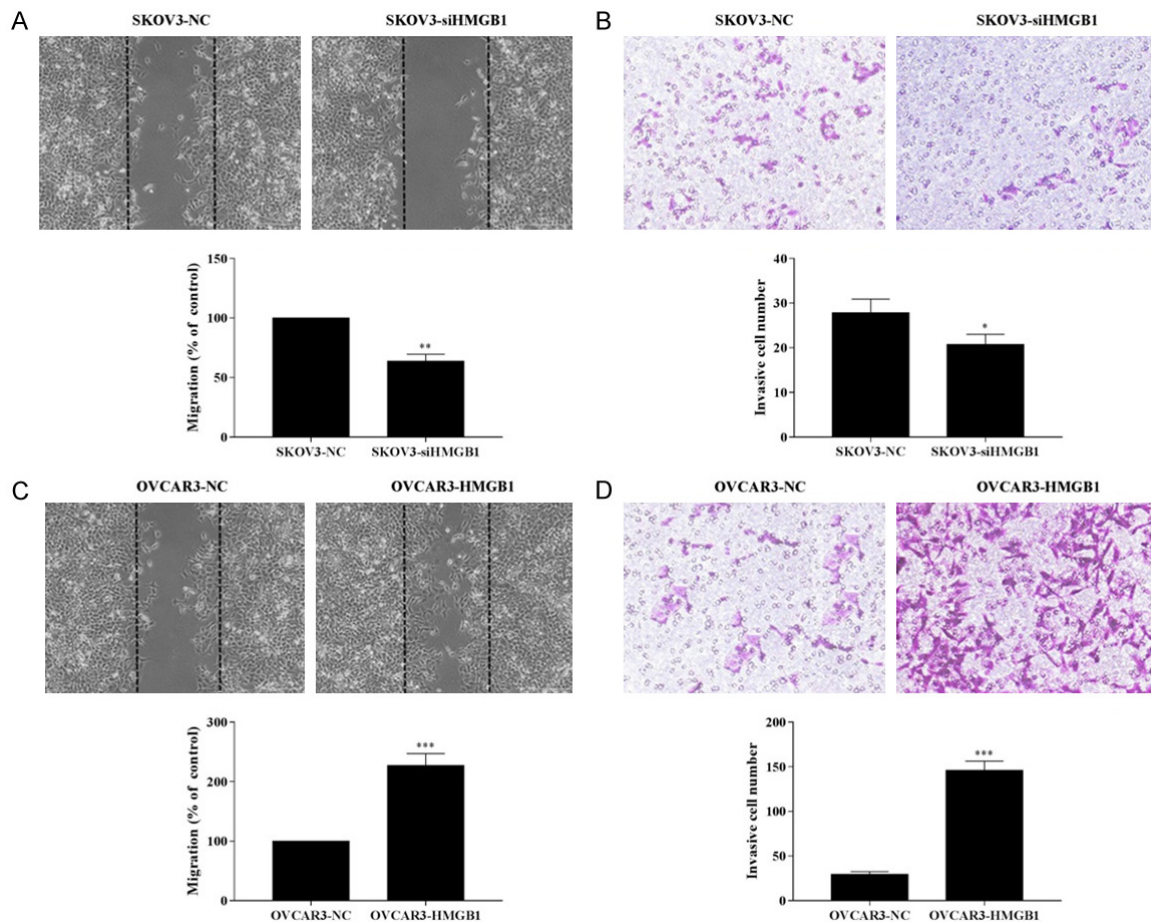 A
SKOV3-NC
SKOV3-siHMGB1
Migration (% of control)
150
100
50
0
**
SKOV3-NC
SKOV3-siHMGB1
B
SKOV3-NC
SKOV3-siHMGB1
Invasive cell number
40
30
20
10
0
*
SKOV3-NC
SKOV3-siHMGB1
C
OVCAR3-NC
OVCAR3-HMGB1
Migration (% of control)
300
200
100
0
***
OVCAR3-NC
OVCAR3-HMGB1
D
OVCAR3-NC
OVCAR3-HMGB1
Invasive cell number
200
150
100
50
0
***
OVCAR3-NC
OVCAR3-HMGB1